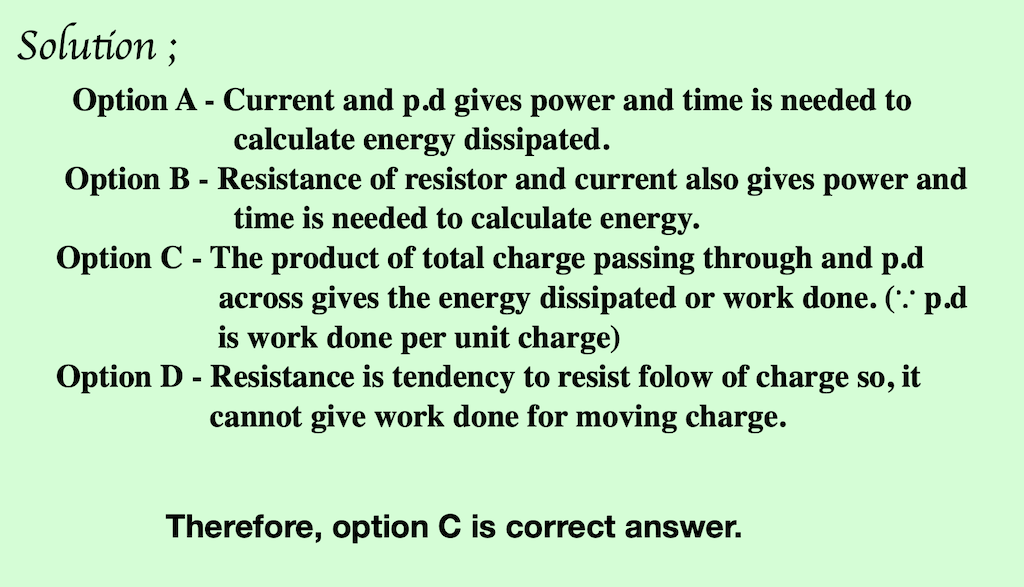 Solution ;
Option A - Current and p.d gives power and time is needed to
calculate energy dissipated.
Option B - Resistance of resistor and current also gives power and
time is needed to calculate energy.
Option C - The product of total charge passing through and p.d
across gives the energy dissipated or work done. (∵ p.d
is work done per unit charge)
Option D - Resistance is tendency to resist folow of charge so, it
cannot give work done for moving charge.
Therefore, option C is correct answer.